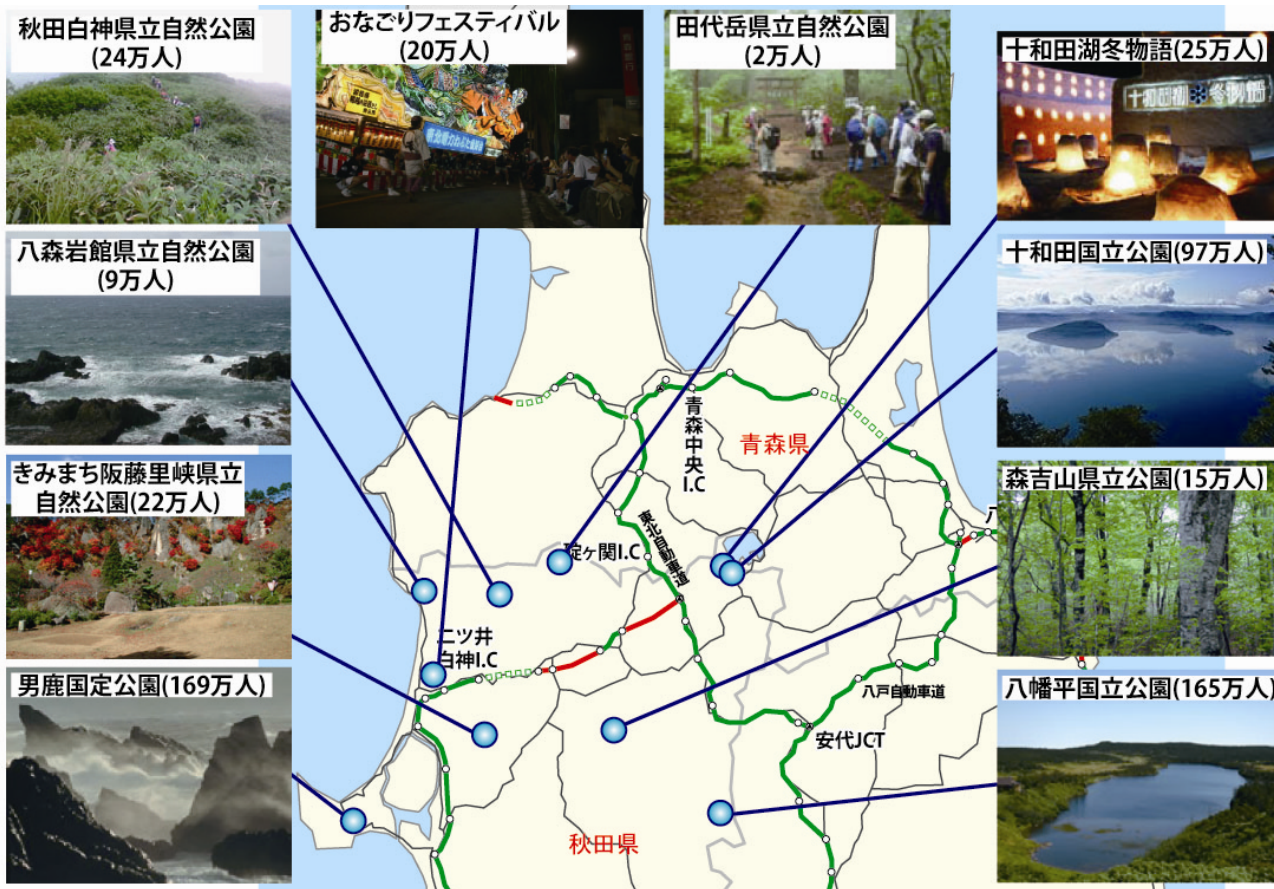 秋田白神県立自然公園
(24万人)
おなごりフェスティバル
(20万人)
田代岳県立自然公園
(2万人)
十和田湖冬物語(25万人)
十和田湖 冬物語
八森岩館県立自然公園
(9万人)
十和田国立公園(97万人)
きみまち阪藤里峡県立
自然公園(22万人)
森吉山県立公園(15万人)
男鹿国定公園(169万人)
八幡平国立公園(165万人)
青森中央I.C
青森県
東北自動車道
碇ヶ関I.C
八
二ツ井
白神I.C
八戸自動車道
安代JCT
秋田県